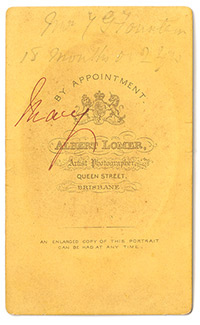 18 months
BY APPOINTMENT
Mary
ALBERT LOMER,
Artist Photographer,
QUEEN STREET,
BRISBANE.
AN ENLARGED COPY OF THIS PORTRAIT
CAN BE HAD AT ANY TIME.